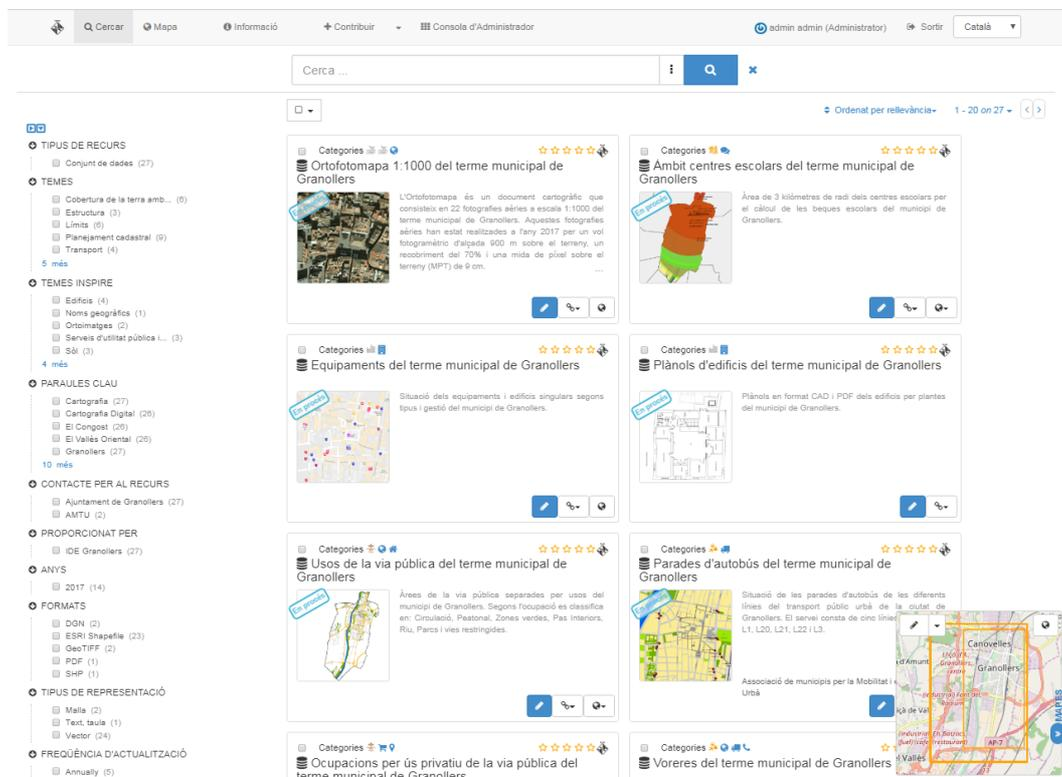 Cercar
Mapa
Informació
Contribuir
Consola d'Administrador
admin admin (Administrator)
Sortir
Català
Cerca ...
Ordenat per rellevància
1 - 20 on 27
TIPUS DE RECURS
Conjunt de dades (27)
TEMES
Cobertura de la terra amb... (6)
Estructura (3)
Límits (6)
Planejament cadastral (9)
Transport (4)
5 més
TEMES INSPIRE
Edificis (4)
Noms geogràfics (1)
Ortoimatges (2)
Serveis d'utilitat pública i... (3)
Sòl (3)
4 més
PARAULES CLAU
Cartografia (27)
Cartografia Digital (26)
El Congost (26)
El Vallès Oriental (26)
Granollers (27)
10 més
CONTACTE PER AL RECURS
Ajuntament de Granollers (27)
AMTU (2)
PROPORCIONAT PER
IDE Granollers (27)
ANYS
2017 (14)
FORMATS
DGN (2)
ESRI Shapefile (23)
GeoTIFF (2)
PDF (1)
SHP (1)
TIPUS DE REPRESENTACIÓ
Malla (2)
Text, taula (1)
Vector (24)
FREQÜÈNCIA D'ACTUALITZACIÓ
Annually (5)
Categories
Ortofotomapa 1:1000 del terme municipal de
Granollers
En procés
L'Ortofotomapa és un document cartogràfic que
consisteix en 22 fotografies aèries a escala 1:1000 del
terme municipal de Granollers. Aquestes fotografies
aèries han estat realitzades a l'any 2017 per un vol
fotogramètric d'alçada 900 m sobre el terreny, un
recobriment del 70% i una mida de píxel sobre el
terreny (MPT) de 9 cm.
...
Categories
Àmbit centres escolars del terme municipal de
Granollers
En procés
Àrea de 3 kilòmetres de radi dels centres escolars per
al càlcul de les beques escolars del municipi de
Granollers.
Categories
Equipaments del terme municipal de Granollers
En procés
Situació dels equipaments i edificis singulars segons
tipus i gestió del municipi de Granollers.
Categories
Plànols d'edificis del terme municipal de Granollers
En procés
Plànols en format CAD i PDF dels edificis per plantes
del municipi de Granollers.
Categories
Usos de la via pública del terme municipal de
Granollers
En procés
Àrees de la via pública separades per usos del
municipi de Granollers. Segons l'ocupació es classifica
en: Circulació, Peatonal, Zones verdes, Pas Interiors,
Riu, Parcs i vies restringides.
Categories
Parades d'autobús del terme municipal de
Granollers
En procés
Situació de les parades d'autobús de les diferents
línies del transport públic urbà de la ciutat de
Granollers. El servei consta de cinc línies
L1, L20, L21, L22 i L3.
Associació de municipis per la Mobilitat i
Urbà
Categories
Ocupacions per ús privatiu de la via pública del
terme municipal de Granollers
Categories
Voreres del terme municipal de Granollers
Canovelles
Granollers
AP-7
MAPES